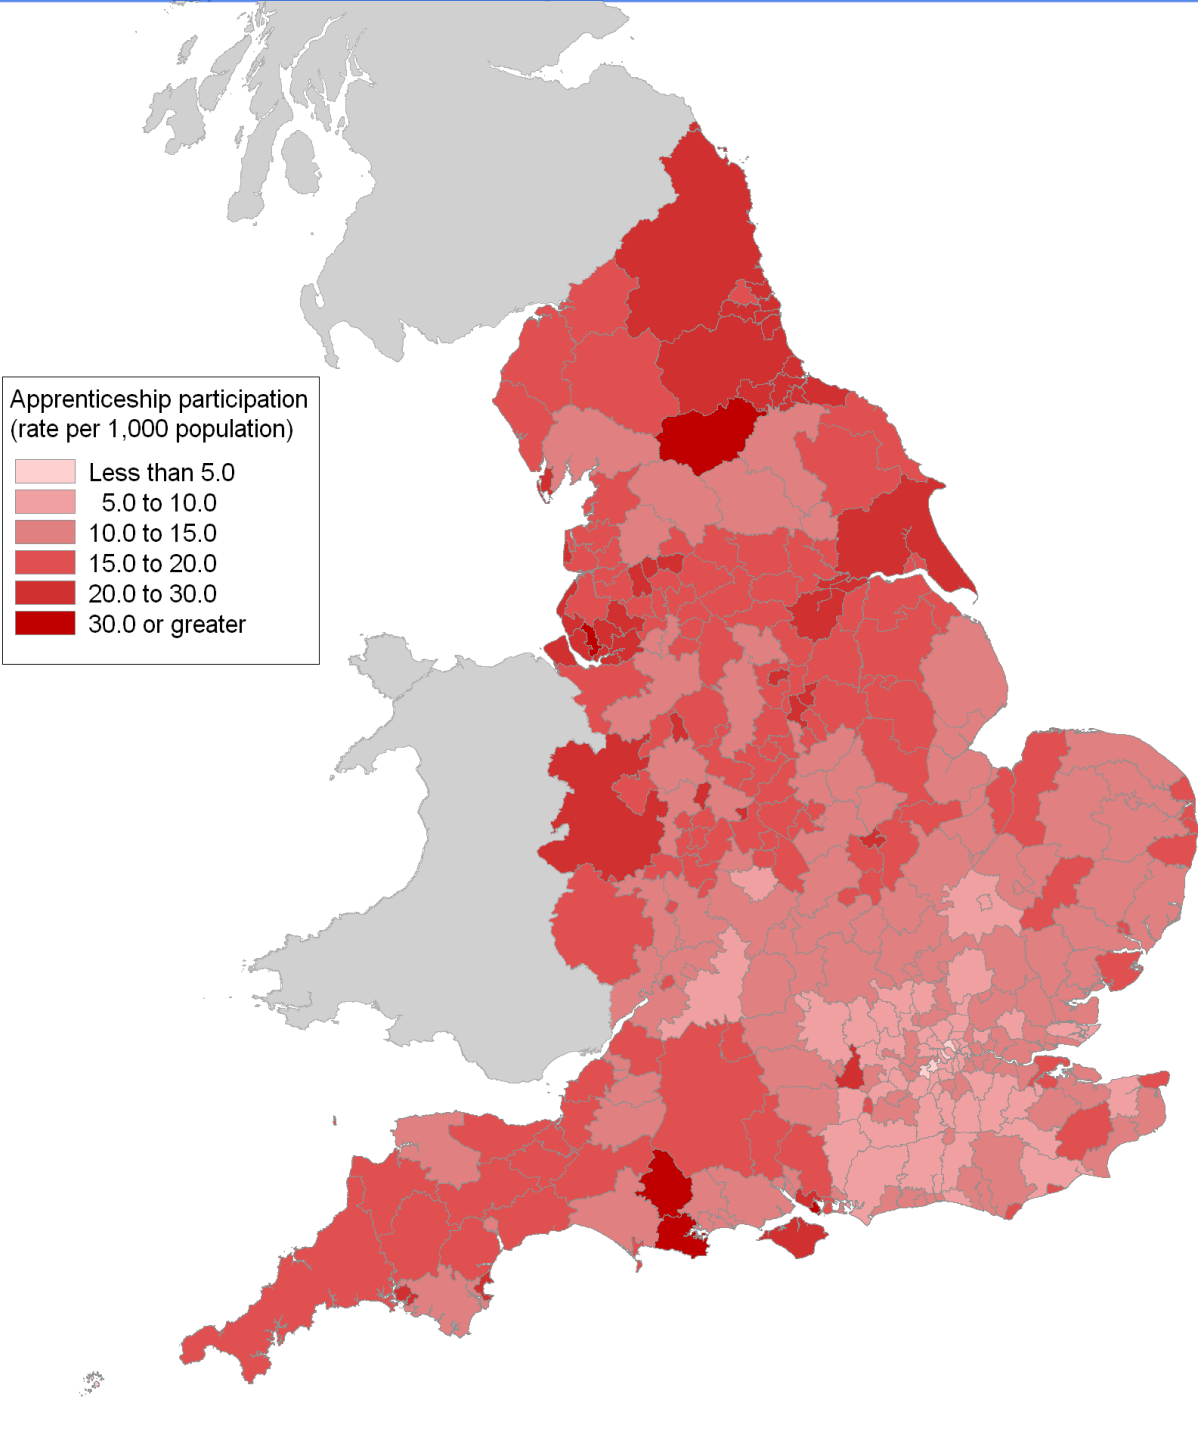 Apprenticeship participation
(rate per 1,000 population)
Less than 5.0
5.0 to 10.0
10.0 to 15.0
15.0 to 20.0
20.0 to 30.0
30.0 or greater